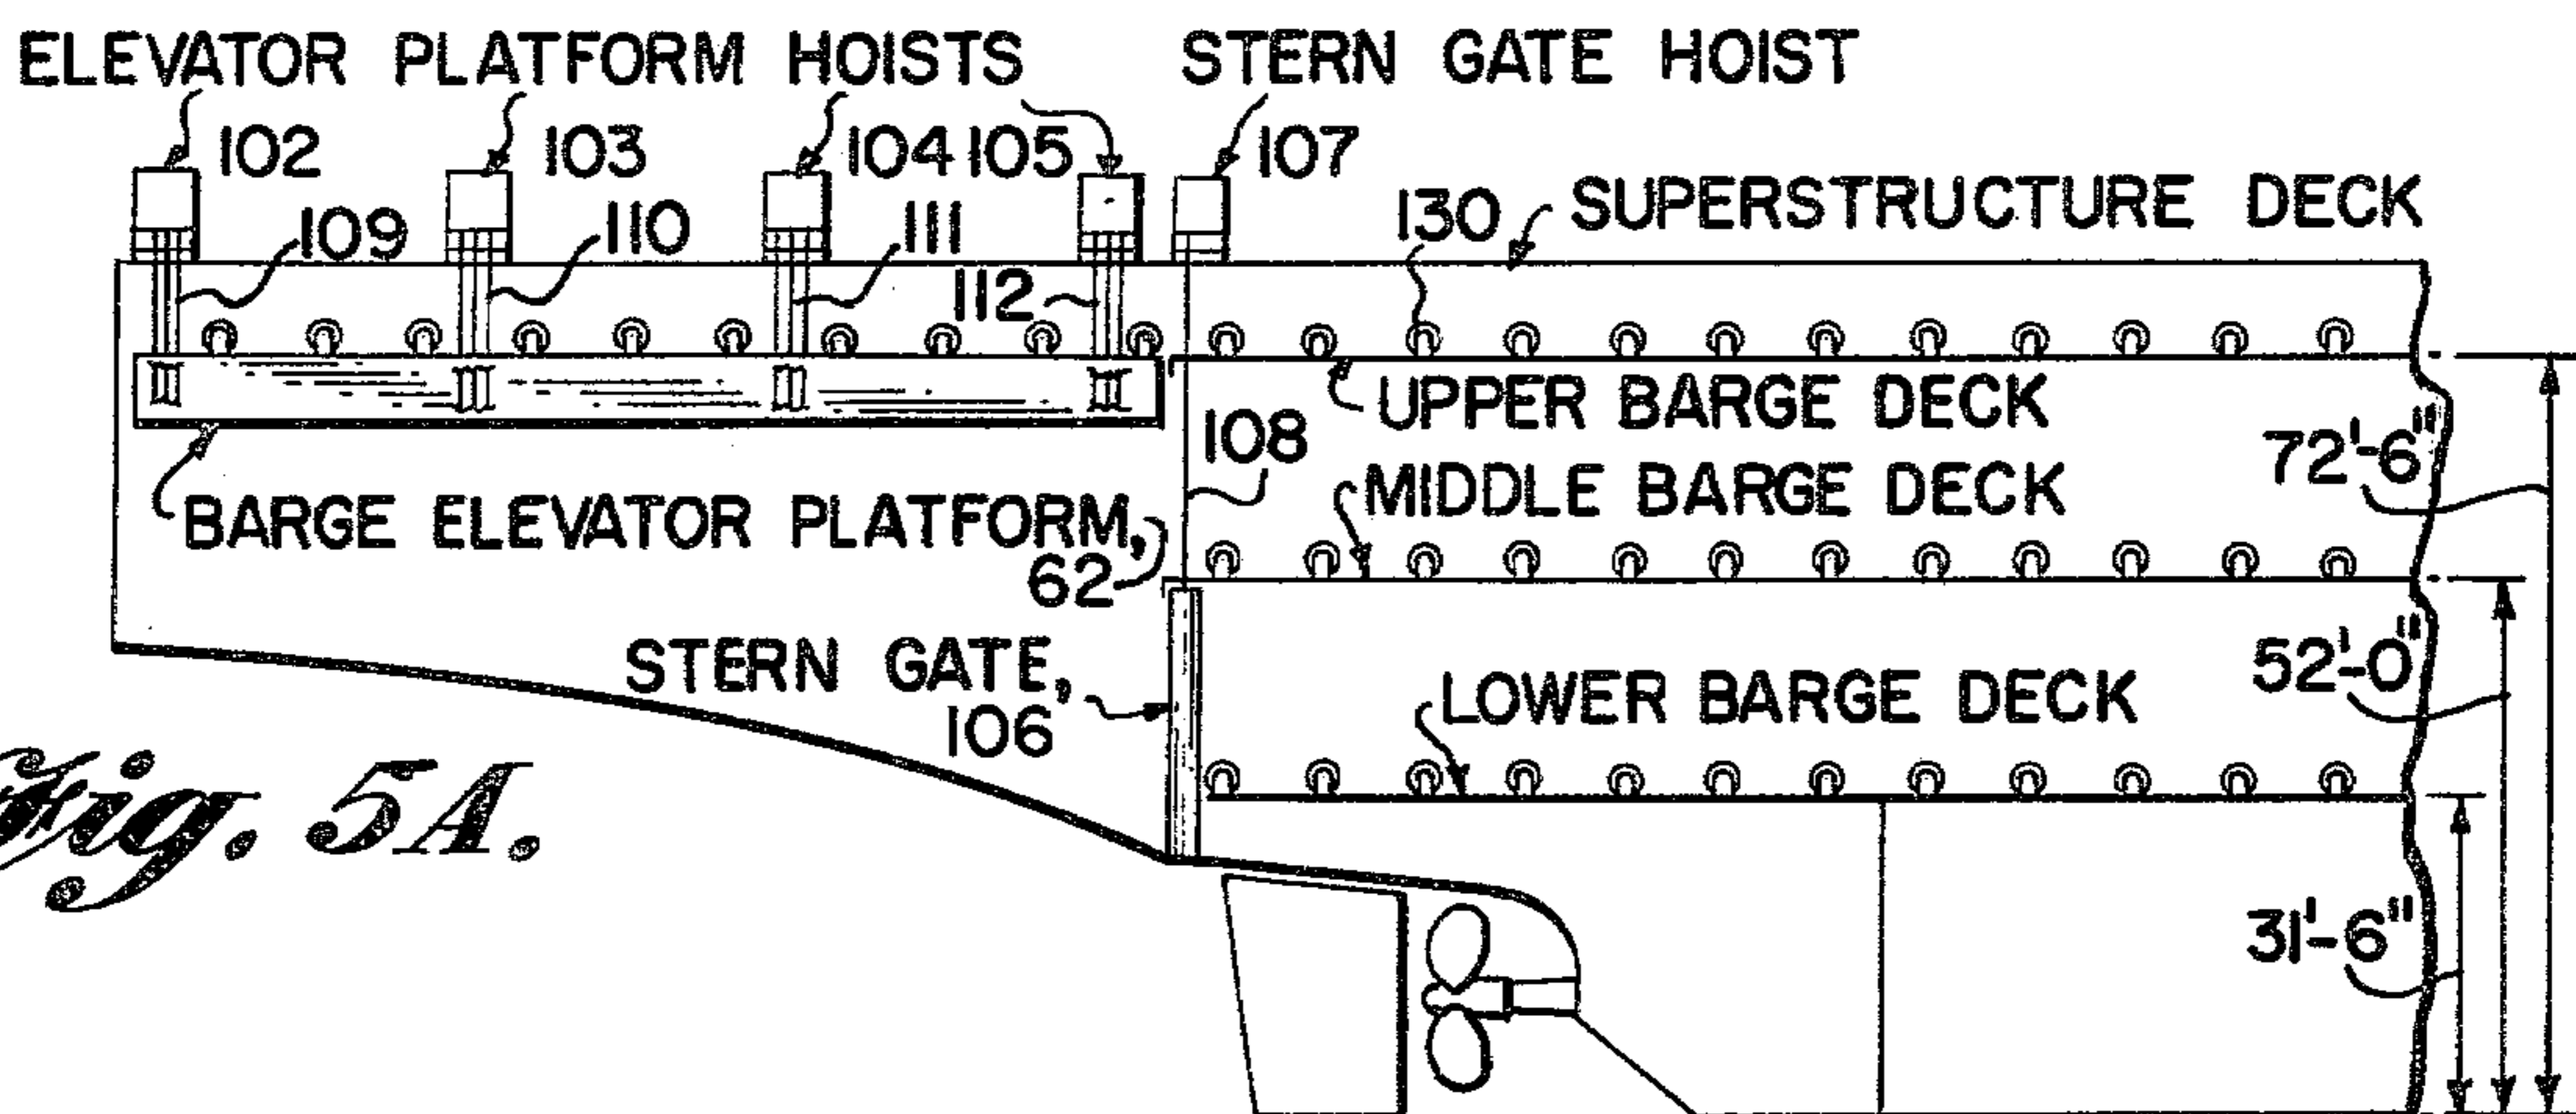 ELEVATOR PLATFORM HOISTS STERN GATE HOIST
102 103 104 105 107
109 110 111 130 SUPERSTRUCTURE DECK
112
UPPER BARGE DECK
108 72'-6"
MIDDLE BARGE DECK
BARGE ELEVATOR PLATFORM,
62
STERN GATE, 52'-0"
106 LOWER BARGE DECK
Fig. 5A.
31'-6"